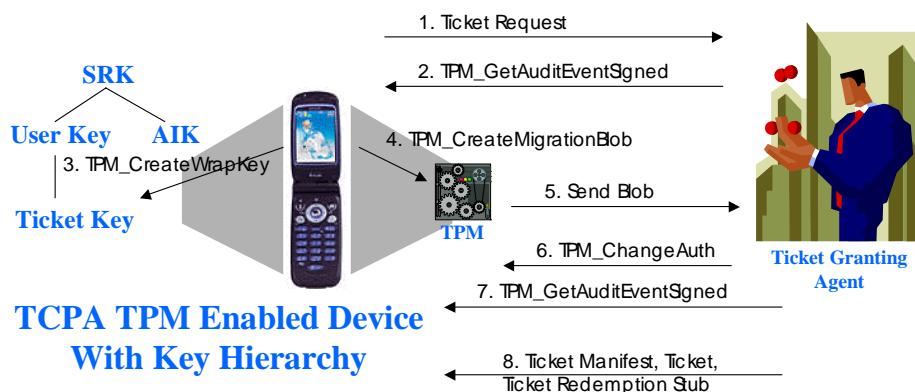 1. Ticket Request
2. TPM_GetAuditEventSigned
SRK
User Key
AIK
3. TPM_CreateWrapKey
Ticket Key
4. TPM_CreateMigrationBlob
TPM
5. Send Blob
6. TPM_ChangeAuth
7. TPM_GetAuditEventSigned
Ticket Granting
Agent
TCPA TPM Enabled Device
With Key Hierarchy
8. Ticket Manifest, Ticket,
Ticket Redemption Stub